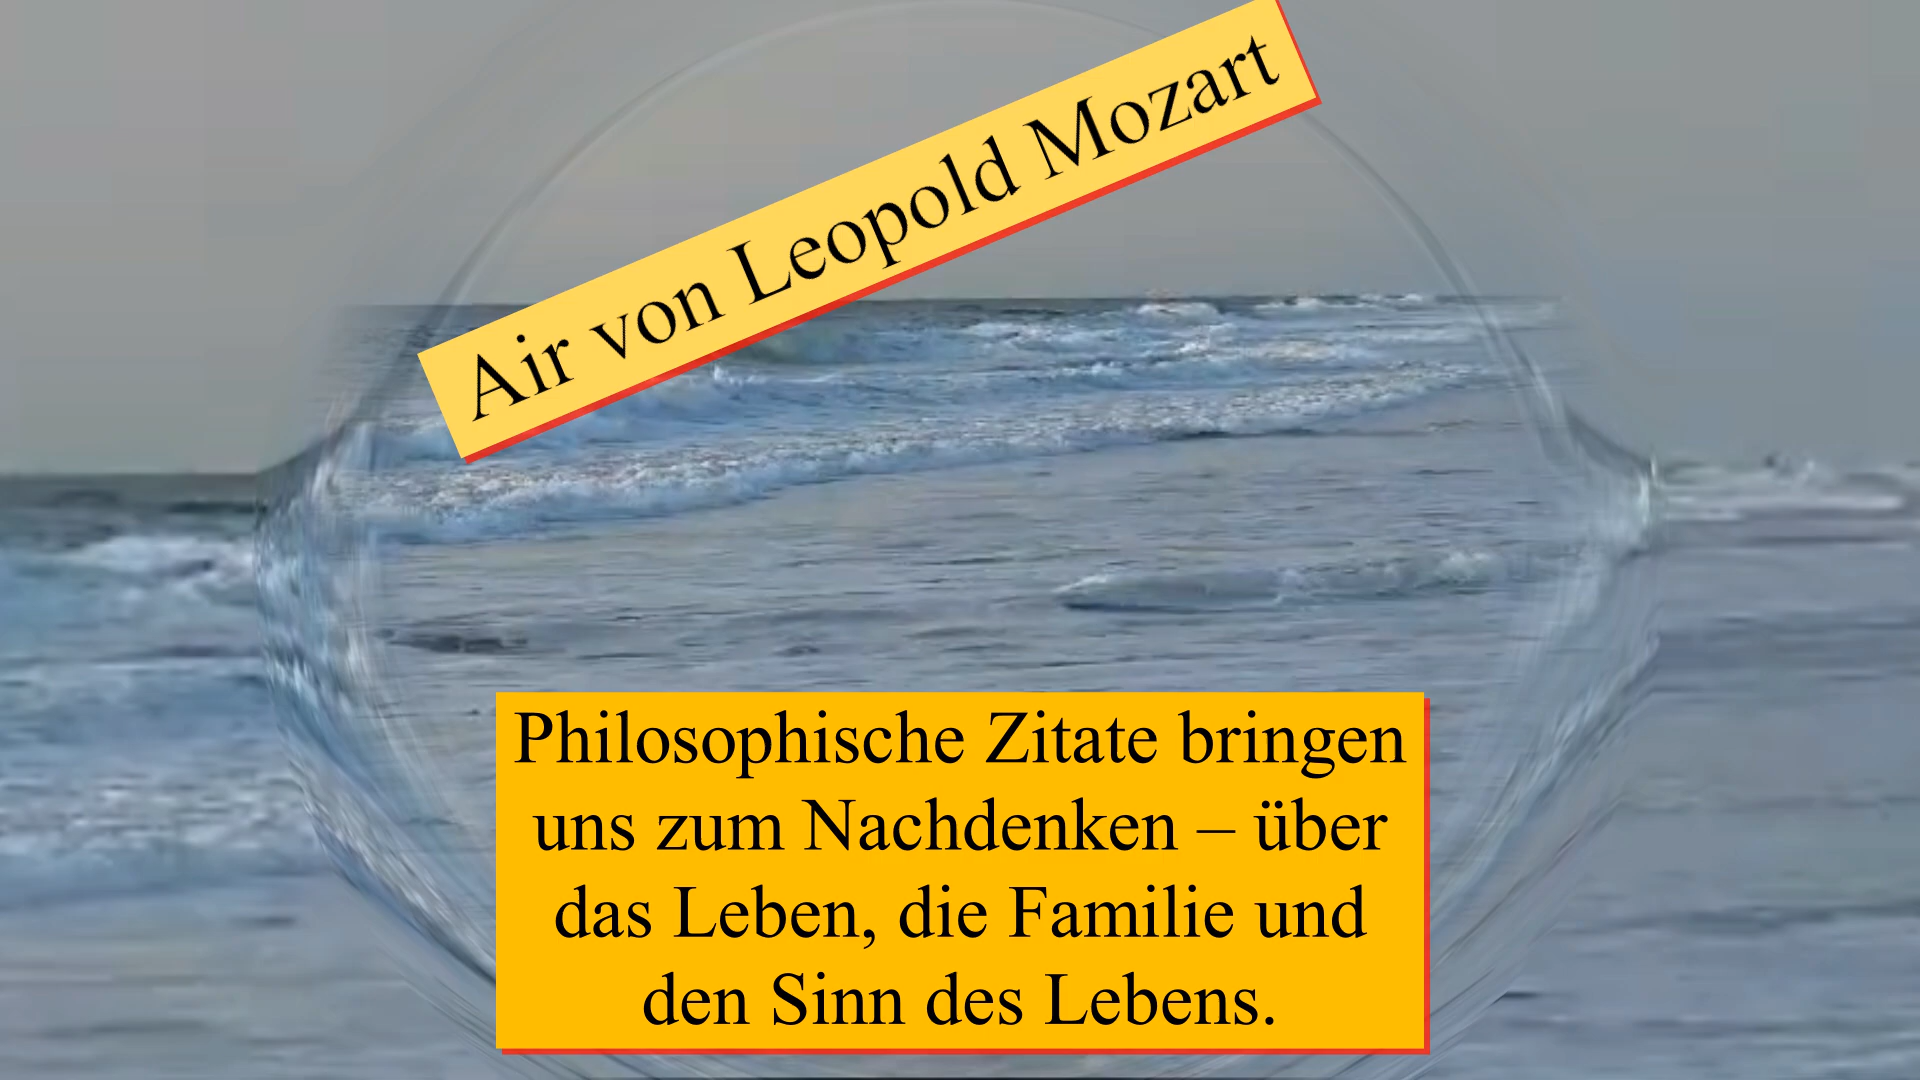 Air von Leopold Mozart
Philosophische Zitate bringen
uns zum Nachdenken – über
das Leben, die Familie und
den Sinn des Lebens.